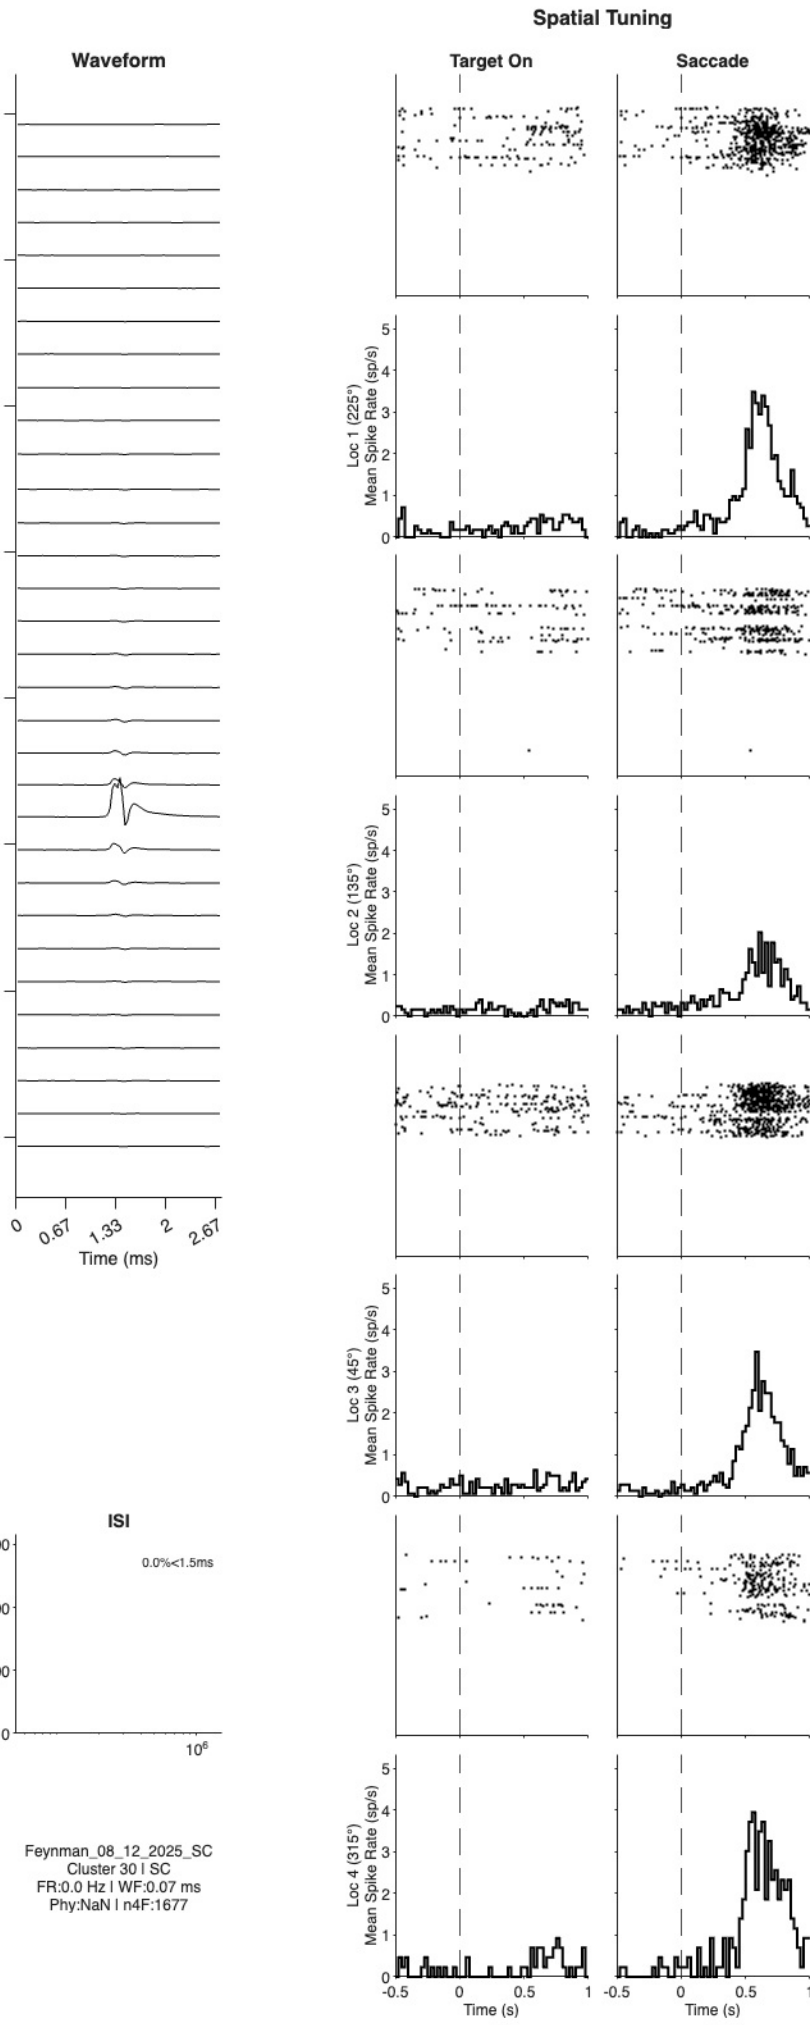 Spatial Tuning
Waveform
Target On
Saccade
0
0.67
1.33
2
2.67
Time (ms)
5
4
3
2
1
0
Loc 1 (225°)
Mean Spike Rate (sp/s)
5
4
3
2
1
0
Loc 2 (135°)
Mean Spike Rate (sp/s)
5
4
3
2
1
0
Loc 3 (45°)
Mean Spike Rate (sp/s)
ISI
0.0%<1.5ms
0
10⁶
Feynman_08_12_2025_SC
Cluster 30 | SC
FR:0.0 Hz | WF:0.07 ms
Phy:NaN | n4F:1677
5
4
3
2
1
0
Loc 4 (315°)
Mean Spike Rate (sp/s)
-0.5 0 0.5 1
Time (s)
-0.5 0 0.5 1
Time (s)